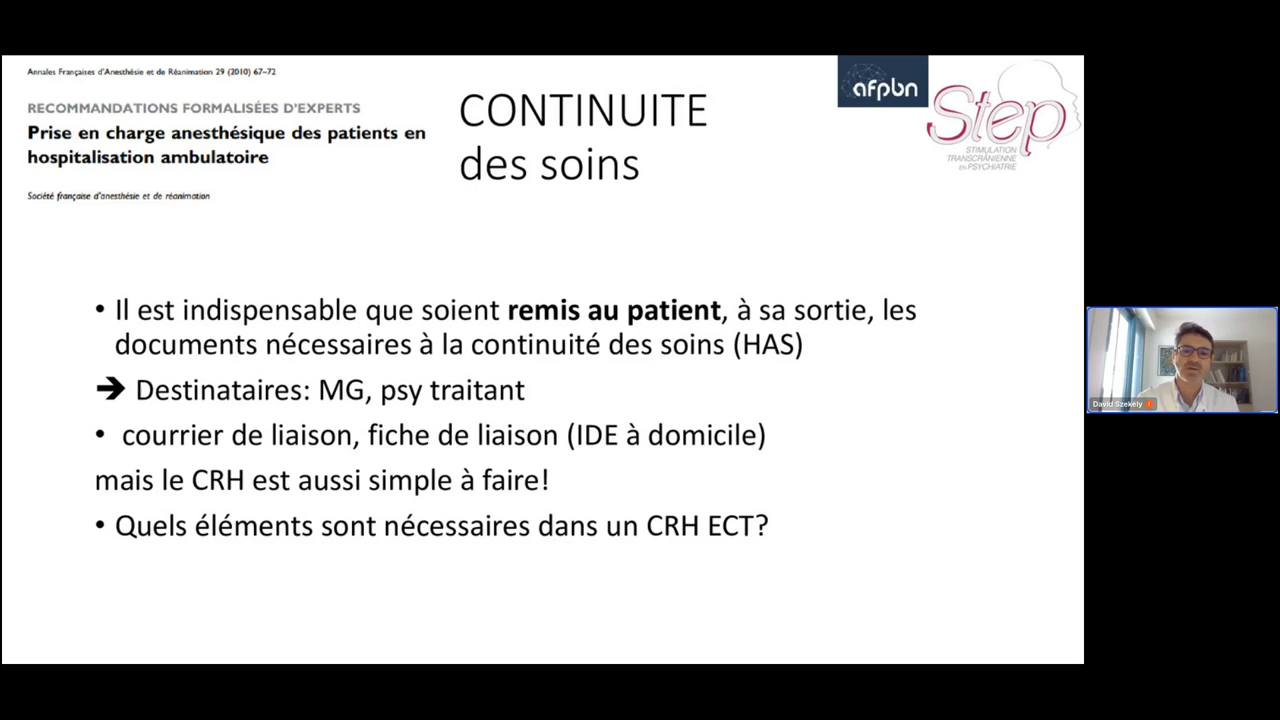 Annales Françaises d'Anesthésie et de Réanimation 29 (2010) 67–72
RECOMMANDATIONS FORMALISÉES D'EXPERTS
Prise en charge anesthésique des patients en
hospitalisation ambulatoire
Société française d'anesthésie et de réanimation
CONTINUITE
des soins
afpbn
Step
STIMULATION
TRANSCRÂNIENNE
EN PSYCHIATRIE
• Il est indispensable que soient remis au patient, à sa sortie, les
documents nécessaires à la continuité des soins (HAS)
➔ Destinataires: MG, psy traitant
• courrier de liaison, fiche de liaison (IDE à domicile)
mais le CRH est aussi simple à faire!
• Quels éléments sont nécessaires dans un CRH ECT?
David Szekely